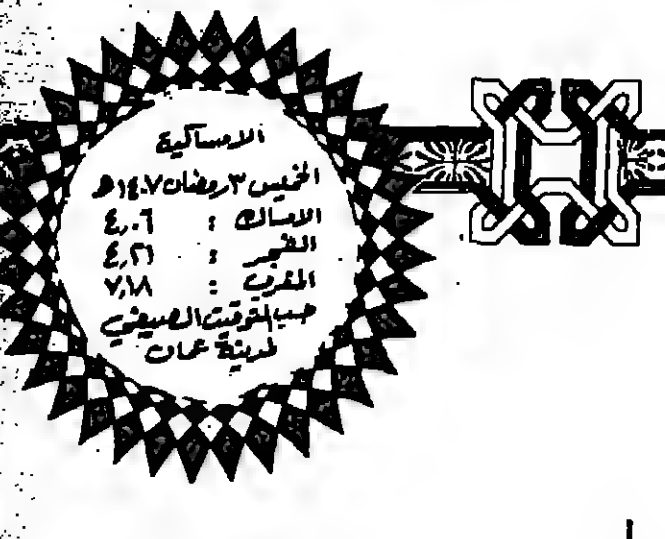 الامساكية
الخميس ٣ رمضان ١٤٠٧هـ
الامساك : ٤,٠٦
الفجر : ٤,٢١
المغرب : ٧,١٨
حسب التوقيت الصيفي
لمدينة عمان